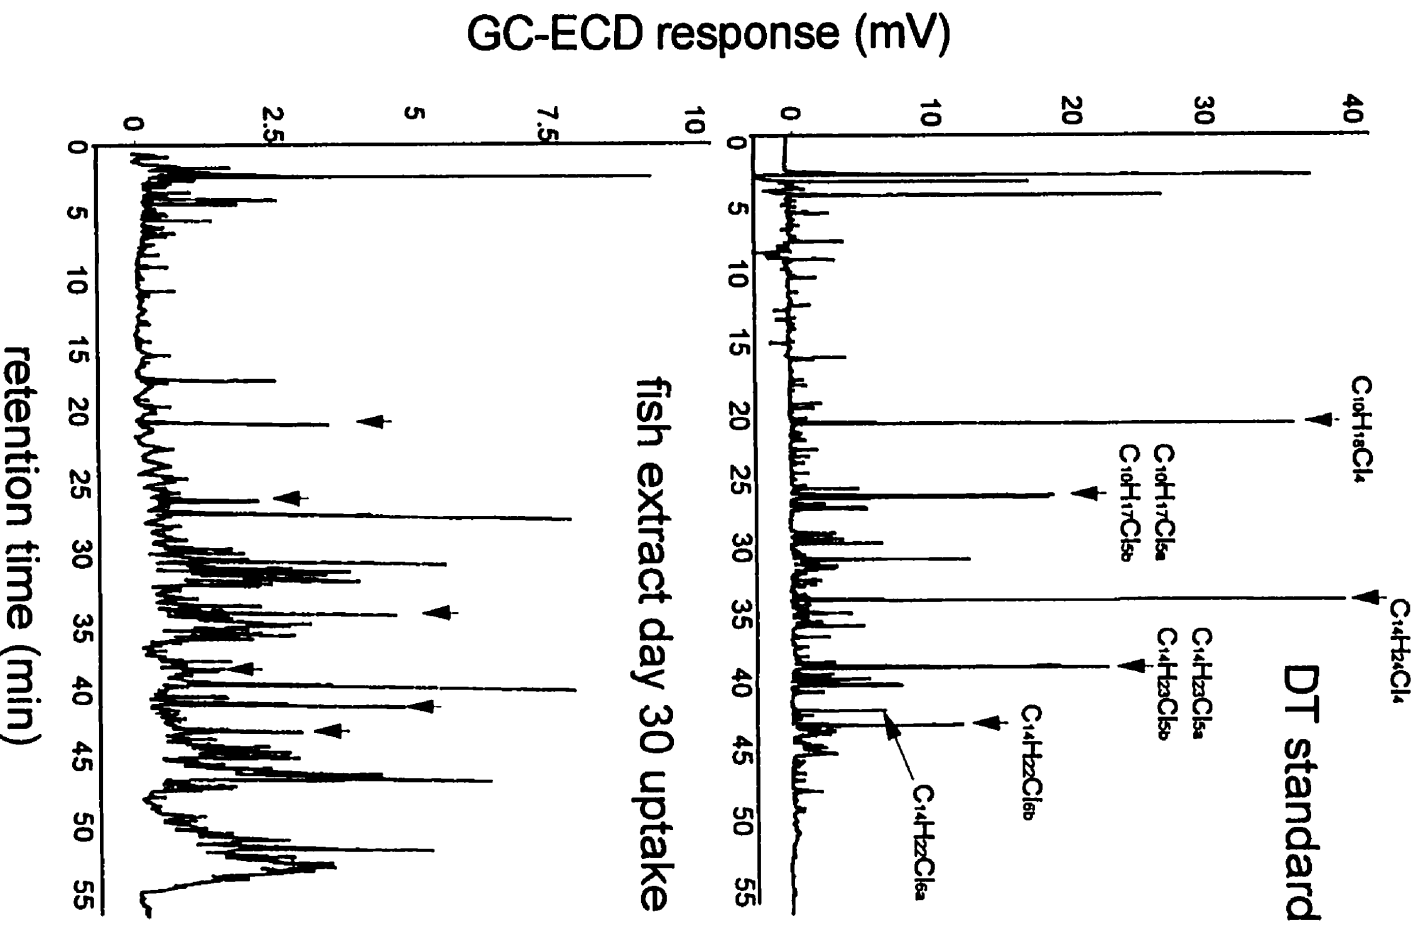 GC-ECD response (mV)
40
30
20
10
0
0
5
10
15
20
25
30
35
40
45
50
55
DT standard
C10H18Cl4
C10H17Cl5a
C10H17Cl5b
C14H24Cl4
C14H23Cl5a
C14H23Cl5b
C14H22Cl6b
C14H22Cl6a
10
7.5
5
2.5
0
0
5
10
15
20
25
30
35
40
45
50
55
fish extract day 30 uptake
retention time (min)